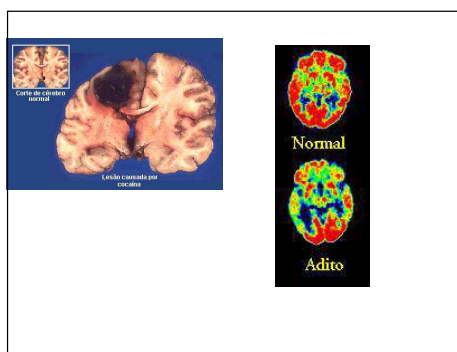 Corte de cérebro
normal
Lesão causada por
cocaína
Normal
Adito